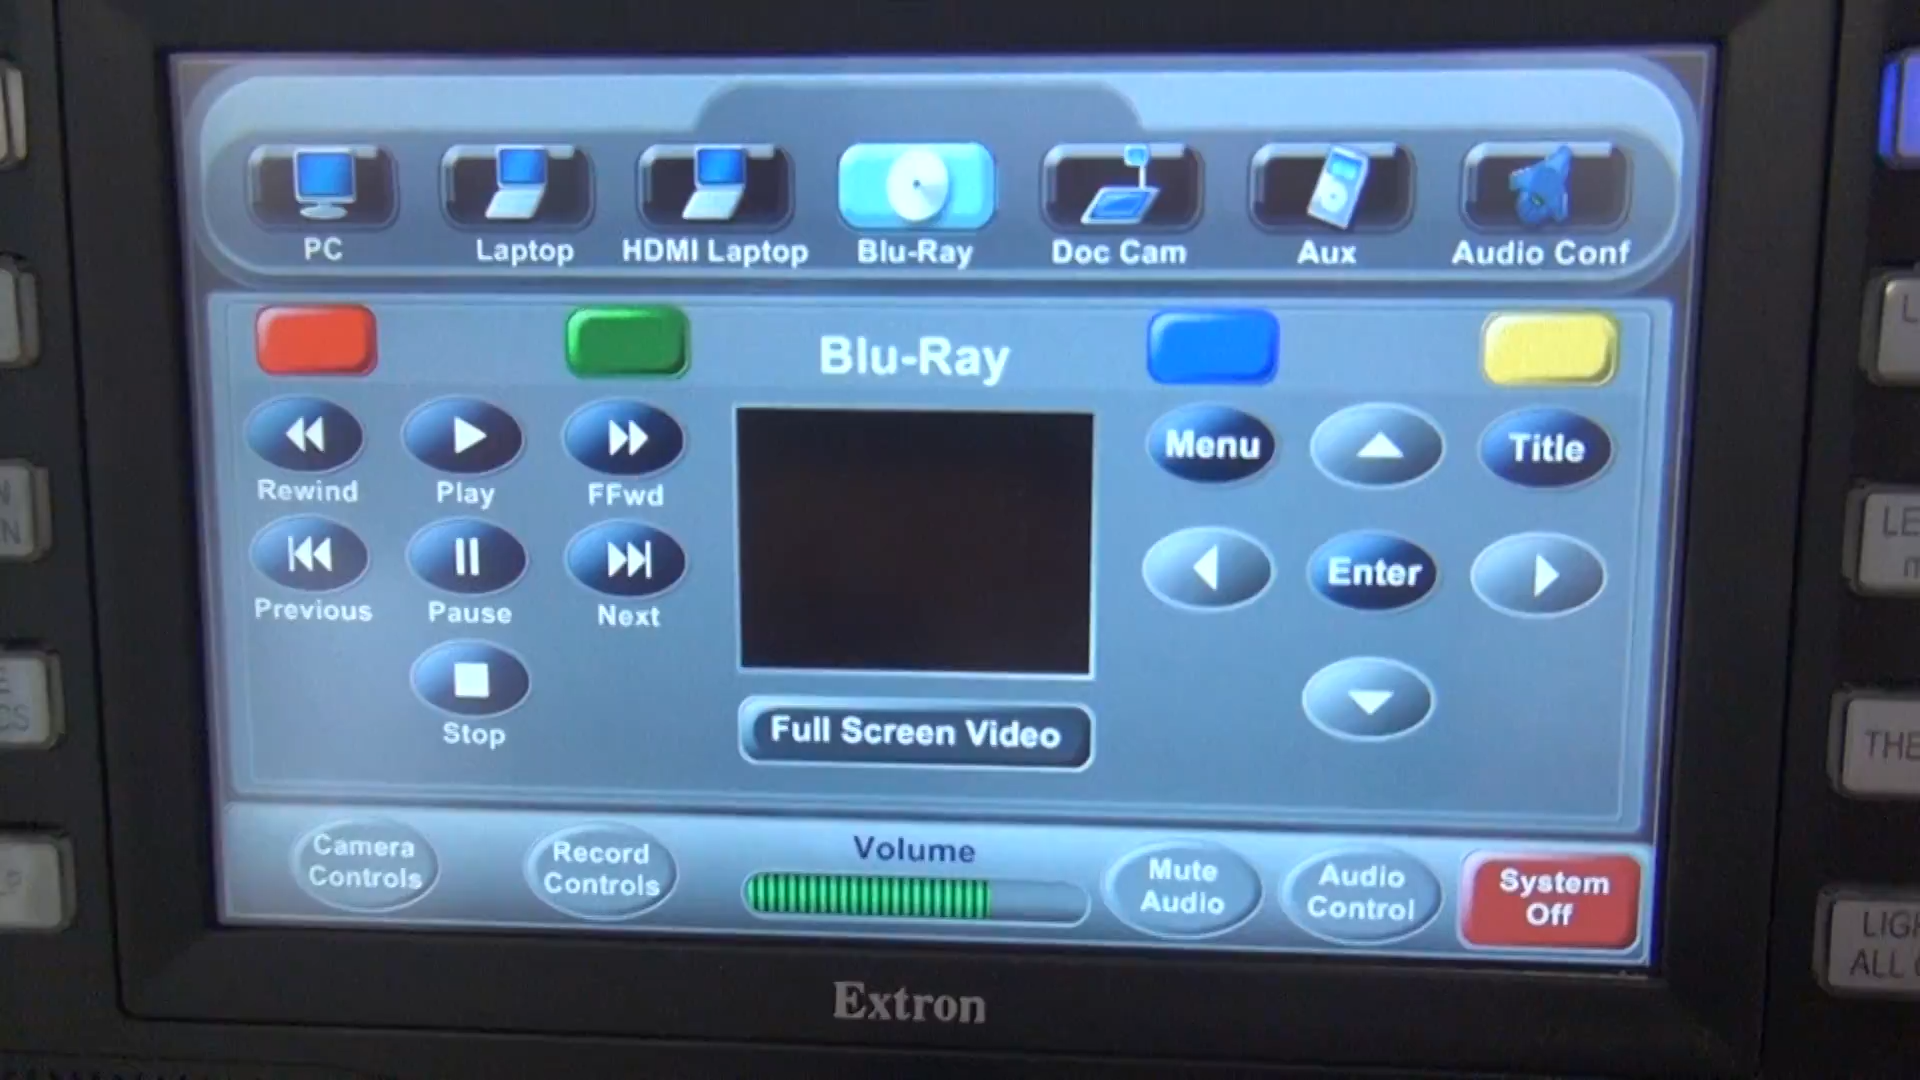 PC
Laptop
HDMI Laptop
Blu-Ray
Doc Cam
Aux
Audio Conf
Blu-Ray
Menu
Title
Rewind
Play
FFwd
Enter
Previous
Pause
Next
Stop
Full Screen Video
Camera
Controls
Record
Controls
Volume
Mute
Audio
Audio
Control
System
Off
Extron
ALL